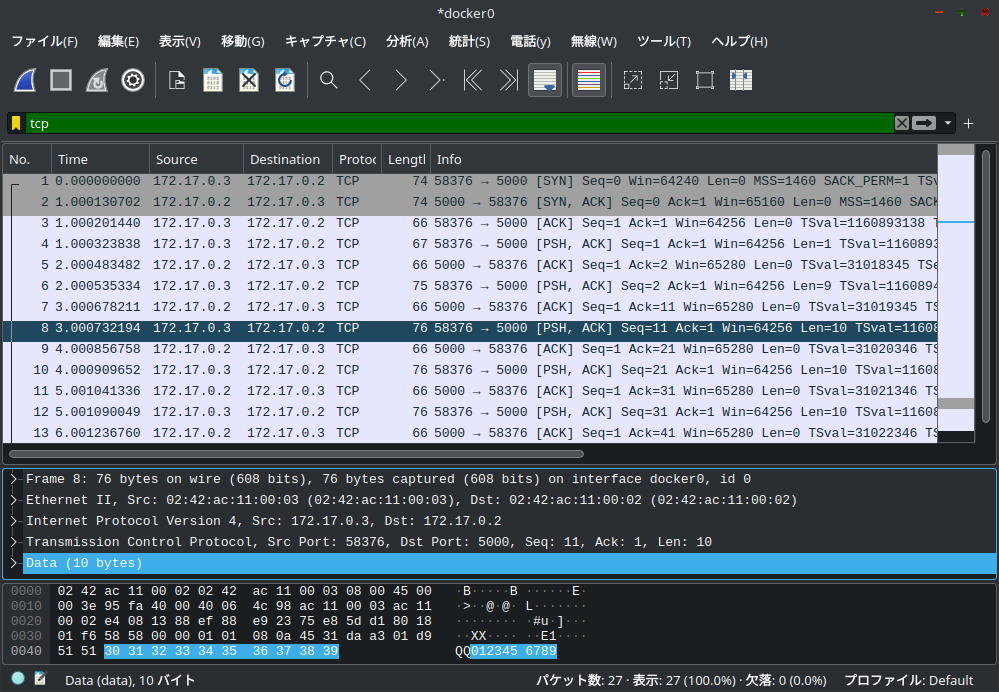 *docker0
ファイル(F) 編集(E) 表示(V) 移動(G) キャプチャ(C) 分析(A) 統計(S) 電話(y) 無線(W) ツール(T) ヘルプ(H)
tcp
No. Time Source Destination Protoc Lengtl Info
1 0.000000000 172.17.0.3 172.17.0.2 TCP 74 58376 → 5000 [SYN] Seq=0 Win=64240 Len=0 MSS=1460 SACK_PERM=1 TSv
2 1.000130702 172.17.0.2 172.17.0.3 TCP 74 5000 → 58376 [SYN, ACK] Seq=0 Ack=1 Win=65160 Len=0 MSS=1460 SACK
3 1.000201440 172.17.0.3 172.17.0.2 TCP 66 58376 → 5000 [ACK] Seq=1 Ack=1 Win=64256 Len=0 TSval=1160893138 T
4 1.000323838 172.17.0.3 172.17.0.2 TCP 67 58376 → 5000 [PSH, ACK] Seq=1 Ack=1 Win=64256 Len=1 TSval=1160893
5 2.000483482 172.17.0.2 172.17.0.3 TCP 66 5000 → 58376 [ACK] Seq=1 Ack=2 Win=65280 Len=0 TSval=31018345 TSe
6 2.000535334 172.17.0.3 172.17.0.2 TCP 75 58376 → 5000 [PSH, ACK] Seq=2 Ack=1 Win=64256 Len=9 TSval=1160894
7 3.000678211 172.17.0.2 172.17.0.3 TCP 66 5000 → 58376 [ACK] Seq=1 Ack=11 Win=65280 Len=0 TSval=31019345 TS
8 3.000732194 172.17.0.3 172.17.0.2 TCP 76 58376 → 5000 [PSH, ACK] Seq=11 Ack=1 Win=64256 Len=10 TSval=11608
9 4.000856758 172.17.0.2 172.17.0.3 TCP 66 5000 → 58376 [ACK] Seq=1 Ack=21 Win=65280 Len=0 TSval=31020346 TS
10 4.000909652 172.17.0.3 172.17.0.2 TCP 76 58376 → 5000 [PSH, ACK] Seq=21 Ack=1 Win=64256 Len=10 TSval=11608
11 5.001041336 172.17.0.2 172.17.0.3 TCP 66 5000 → 58376 [ACK] Seq=1 Ack=31 Win=65280 Len=0 TSval=31021346 TS
12 5.001090049 172.17.0.3 172.17.0.2 TCP 76 58376 → 5000 [PSH, ACK] Seq=31 Ack=1 Win=64256 Len=10 TSval=11608
13 6.001236760 172.17.0.2 172.17.0.3 TCP 66 5000 → 58376 [ACK] Seq=1 Ack=41 Win=65280 Len=0 TSval=31022346 TS
Frame 8: 76 bytes on wire (608 bits), 76 bytes captured (608 bits) on interface docker0, id 0
Ethernet II, Src: 02:42:ac:11:00:03 (02:42:ac:11:00:03), Dst: 02:42:ac:11:00:02 (02:42:ac:11:00:02)
Internet Protocol Version 4, Src: 172.17.0.3, Dst: 172.17.0.2
Transmission Control Protocol, Src Port: 58376, Dst Port: 5000, Seq: 11, Ack: 1, Len: 10
Data (10 bytes)
0000 02 42 ac 11 00 02 02 42 ac 11 00 03 08 00 45 00 ·B·····B ······E·
0010 00 3e 95 fa 40 00 40 06 4c 98 ac 11 00 03 ac 11 ·>··@·@· L·······
0020 00 02 e4 08 13 88 ef 88 e9 23 75 e8 5d d1 80 18 ········ ·#u·]···
0030 01 f6 58 58 00 00 01 01 08 0a 45 31 da a3 01 d9 ··XX···· ··E1····
0040 51 51 30 31 32 33 34 35 36 37 38 39 QQ012345 6789
Data (data), 10 バイト パケット数: 27 · 表示: 27 (100.0%) · 欠落: 0 (0.0%) プロファイル: Default